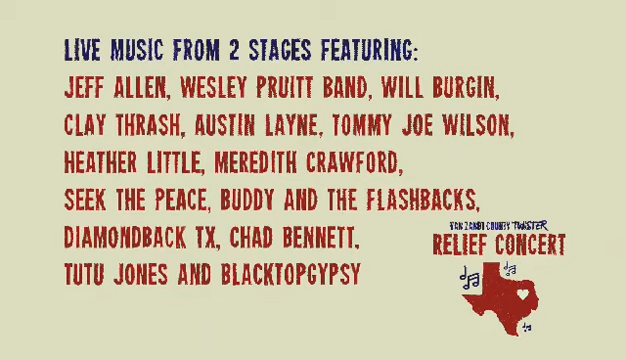 LIVE MUSIC FROM 2 STAGES FEATURING:
JEFF ALLEN, WESLEY PRUITT BAND, WILL BURGIN,
CLAY THRASH, AUSTIN LAYNE, TOMMY JOE WILSON,
HEATHER LITTLE, MEREDITH CRAWFORD,
SEEK THE PEACE, BUDDY AND THE FLASHBACKS,
DIAMONDBACK TX, CHAD BENNETT,
TUTU JONES AND BLACKTOPGYPSY
VAN ZANDT COUNTY TWISTER
RELIEF CONCERT